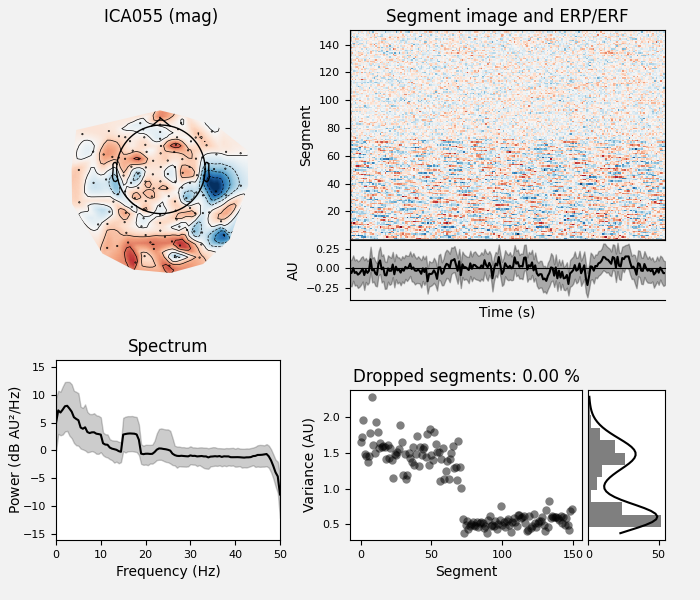 ICA055 (mag)
Segment image and ERP/ERF
140
120
100
80
60
40
20
Segment
0.25
0.00
−0.25
AU
Time (s)
Spectrum
15
10
5
0
−5
−10
−15
Power (dB AU²/Hz)
0 10 20 30 40 50
Frequency (Hz)
Dropped segments: 0.00 %
2.0
1.5
1.0
0.5
Variance (AU)
0 50 100 150
Segment
0 50